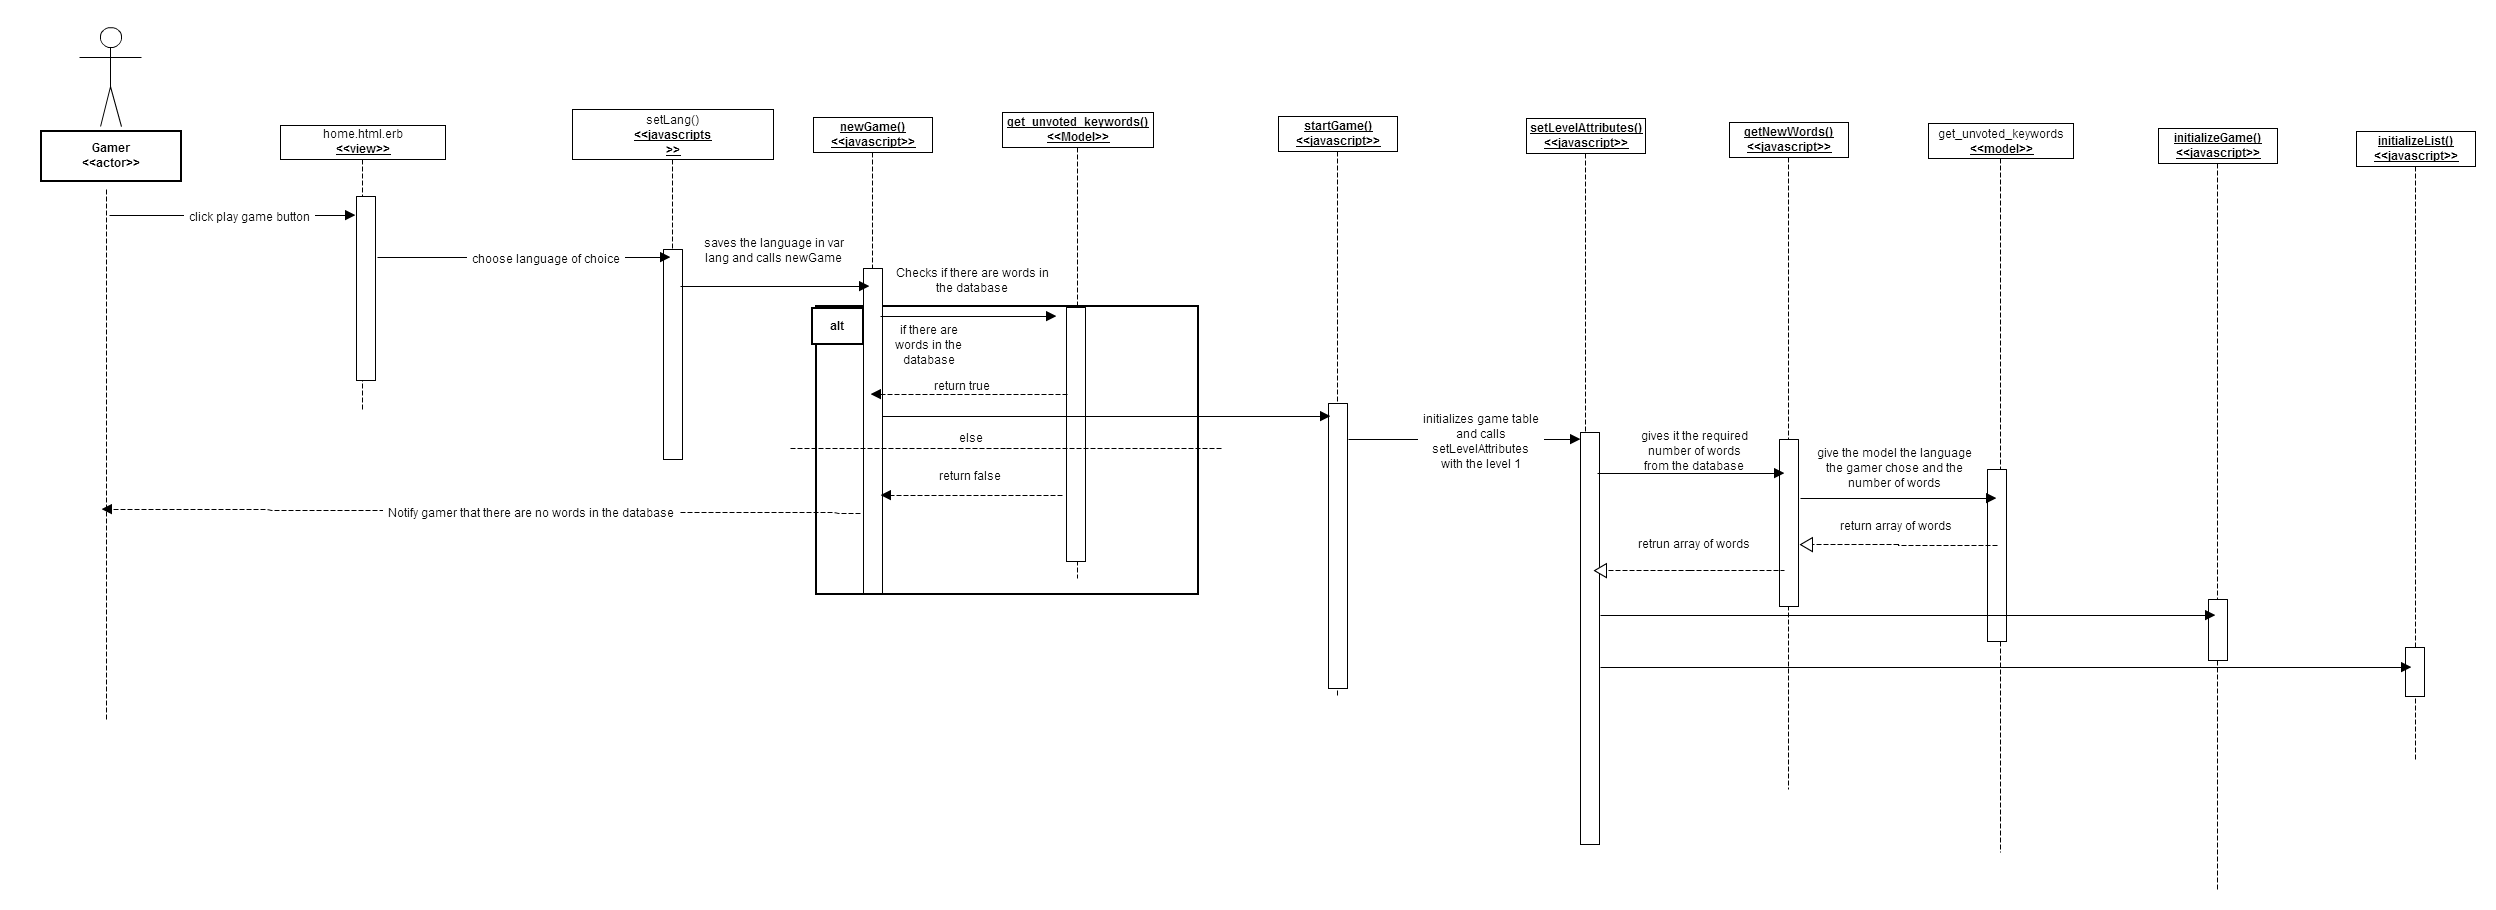 Gamer
<<actor>>
home.html.erb
<<view>>
setLang()
<<javascripts
>>
newGame()
<<javascript>>
get_unvoted_keywords()
<<Model>>
startGame()
<<javascript>>
setLevelAttributes()
<<javascript>>
getNewWords()
<<javascript>>
get_unvoted_keywords
<<model>>
initializeGame()
<<javascript>>
initializeList()
<<javascript>>
click play game button
choose language of choice
saves the language in var
lang and calls newGame
Checks if there are words in
the database
alt
if there are
words in the
database
return true
else
return false
Notify gamer that there are no words in the database
initializes game table
and calls
setLevelAttributes
with the level 1
gives it the required
number of words
from the database
give the model the language
the gamer chose and the
number of words
return array of words
retrun array of words